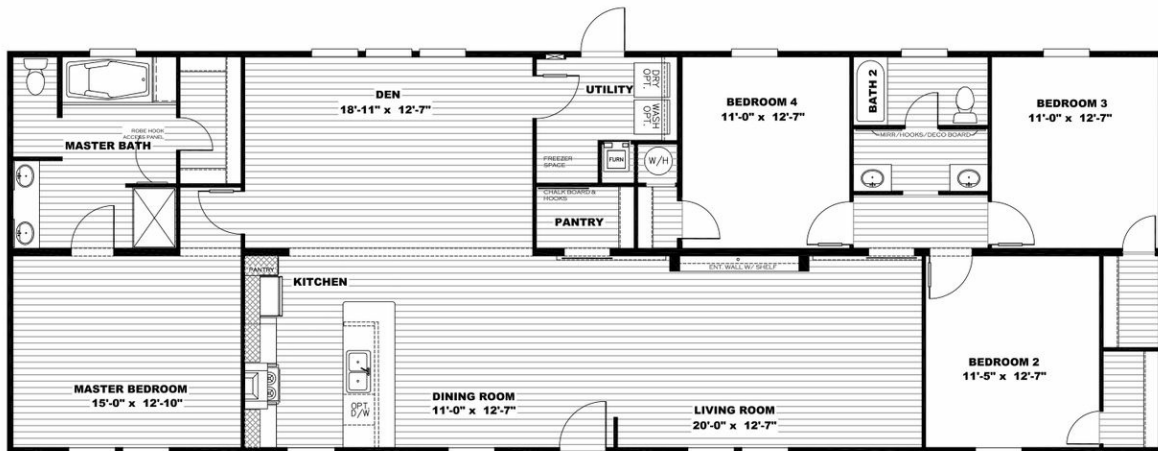 DEN
18'-11" x 12'-7"
UTILITY
DRY
OPT.
WASH
OPT.
BEDROOM 4
11'-0" x 12'-7"
BATH 2
BEDROOM 3
11'-0" x 12'-7"
ROBE HOOK
ACCESS PANEL
MASTER BATH
MIRR/HOOKS/DECO BOARD
FREEZER
SPACE
FURN
W/H
CHALK BOARD &
HOOKS
PANTRY
PANTRY
KITCHEN
ENT. WALL W/ SHELF
MASTER BEDROOM
15'-0" x 12'-10"
OPT.
D/W
DINING ROOM
11'-0" x 12'-7"
LIVING ROOM
20'-0" x 12'-7"
BEDROOM 2
11'-5" x 12'-7"